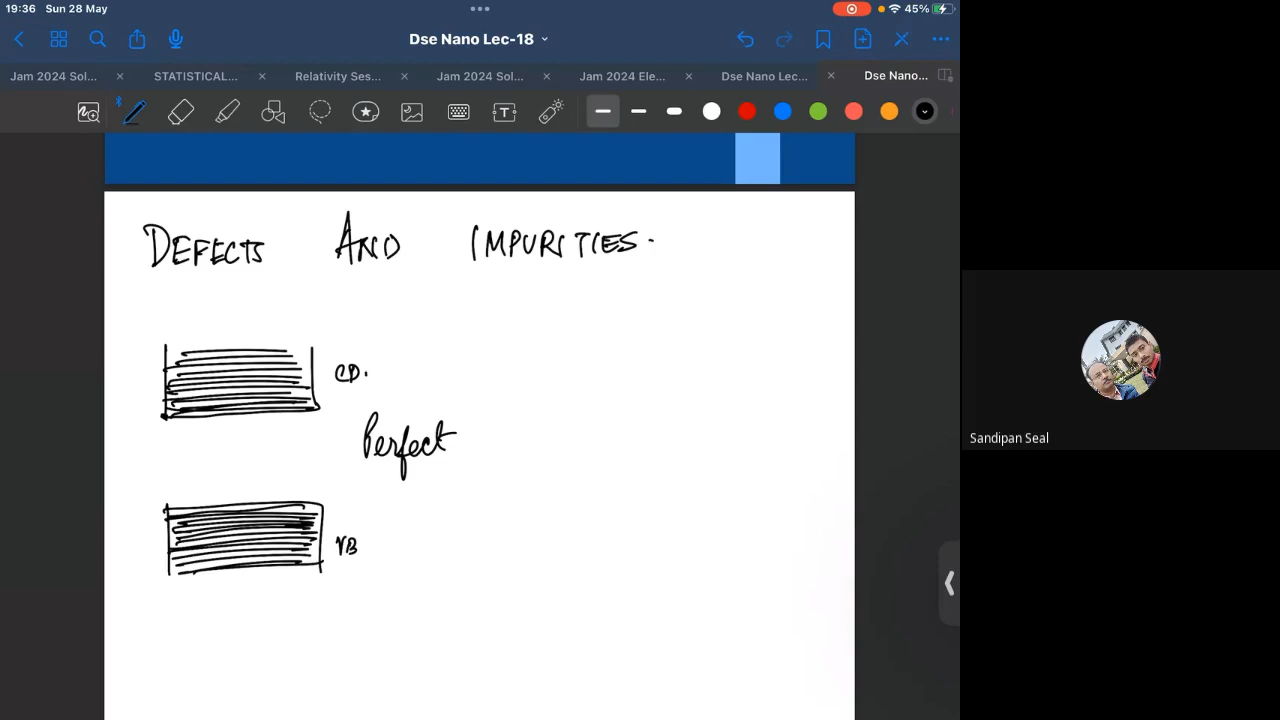 19:36 Sun 28 May
45%
Dse Nano Lec-18
Jam 2024 Sol...
STATISTICAL...
Relativity Ses...
Jam 2024 Sol...
Jam 2024 Ele...
Dse Nano Lec...
Dse Nano...
DEFECTS AND IMPURITIES.
CB.
Perfect
VB
Sandipan Seal